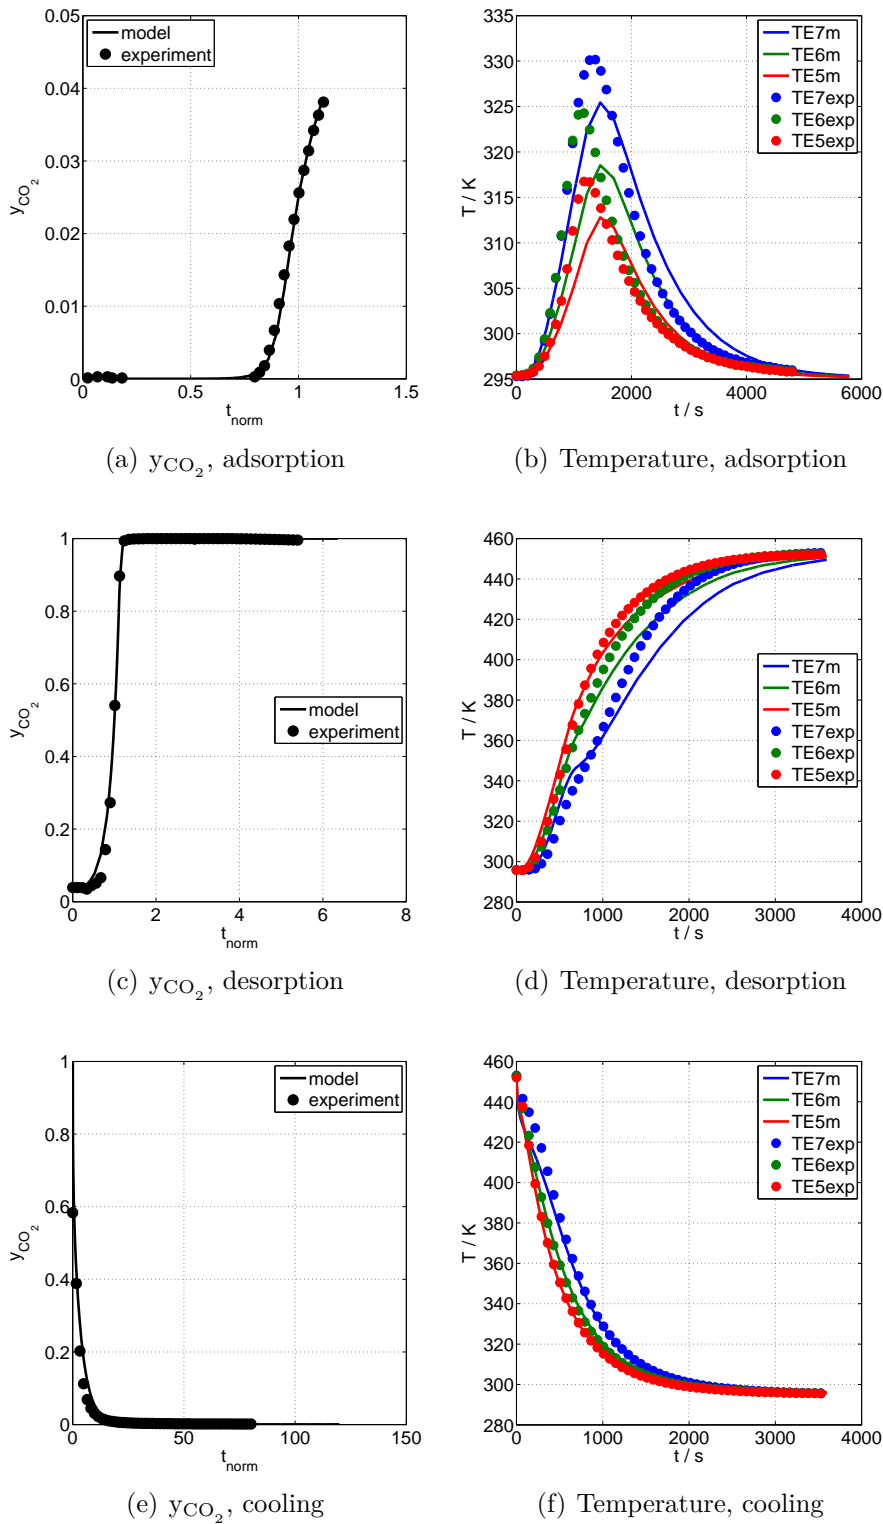 0.05
0.04
0.03
0.02
0.01
0
0
0.5
1
1.5
y_CO₂
t_norm
model
experiment
(a) y_CO₂, adsorption
335
330
325
320
315
310
305
300
295
0
2000
4000
6000
T / K
t / s
TE7m
TE6m
TE5m
TE7exp
TE6exp
TE5exp
(b) Temperature, adsorption
1
0.8
0.6
0.4
0.2
0
0
2
4
6
8
y_CO₂
t_norm
model
experiment
(c) y_CO₂, desorption
460
440
420
400
380
360
340
320
300
280
0
1000
2000
3000
4000
T / K
t / s
TE7m
TE6m
TE5m
TE7exp
TE6exp
TE5exp
(d) Temperature, desorption
1
0.8
0.6
0.4
0.2
0
0
50
100
150
y_CO₂
t_norm
model
experiment
(e) y_CO₂, cooling
460
440
420
400
380
360
340
320
300
280
0
1000
2000
3000
4000
T / K
t / s
TE7m
TE6m
TE5m
TE7exp
TE6exp
TE5exp
(f) Temperature, cooling